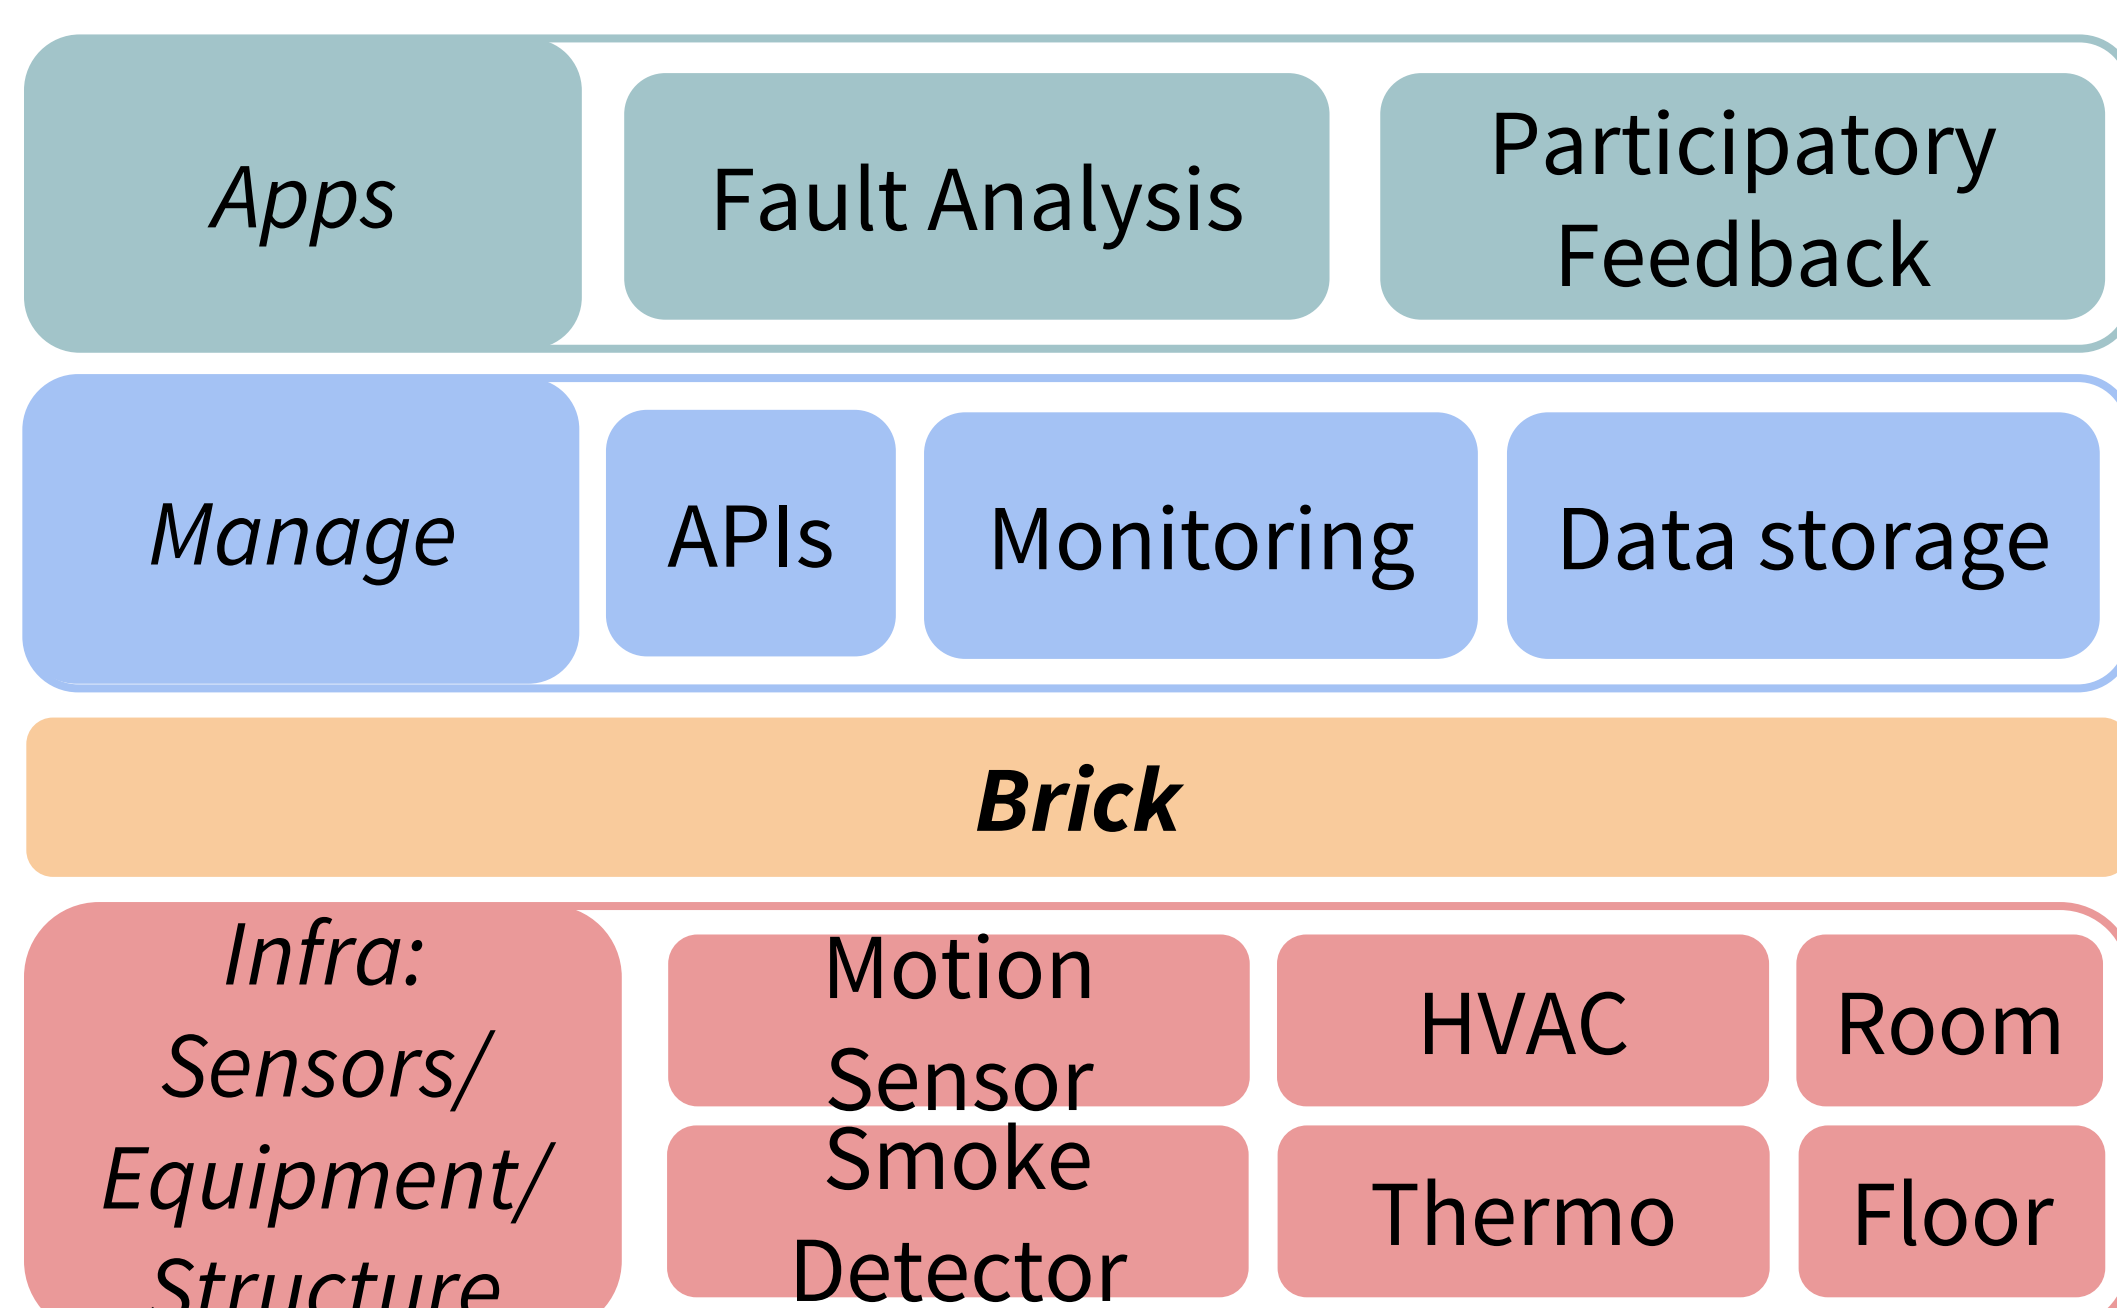 Apps
Fault Analysis
Participatory
Feedback
Manage
APIs
Monitoring
Data storage
Brick
Infra:
Sensors/
Equipment/
Structure
Motion
Sensor
HVAC
Room
Smoke
Detector
Thermo
Floor